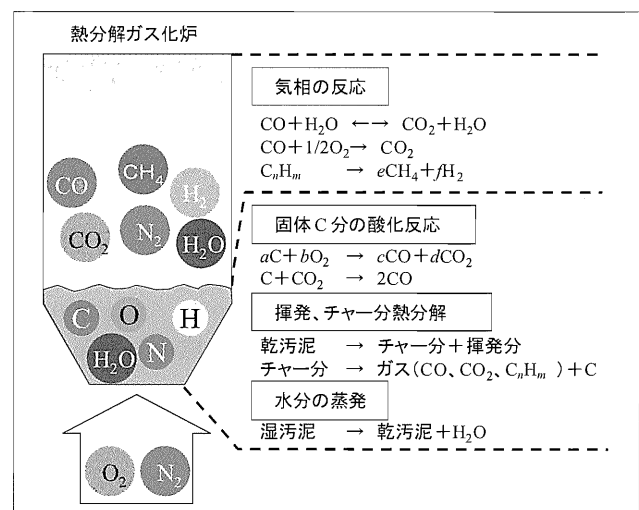 熱分解ガス化炉
気相の反応
CO+H₂O ←→ CO₂+H₂O
CO+1/2O₂→ CO₂
CₙHₘ → eCH₄+fH₂
CO
CH₄
H₂
CO₂
N₂
H₂O
固体C分の酸化反応
aC+bO₂ → cCO+dCO₂
C+CO₂ → 2CO
C
O
H
H₂O
N
揮発、チャー分熱分解
乾汚泥 → チャー分+揮発分
チャー分 → ガス(CO、CO₂、CₙHₘ)+C
水分の蒸発
湿汚泥 → 乾汚泥+H₂O
O₂
N₂